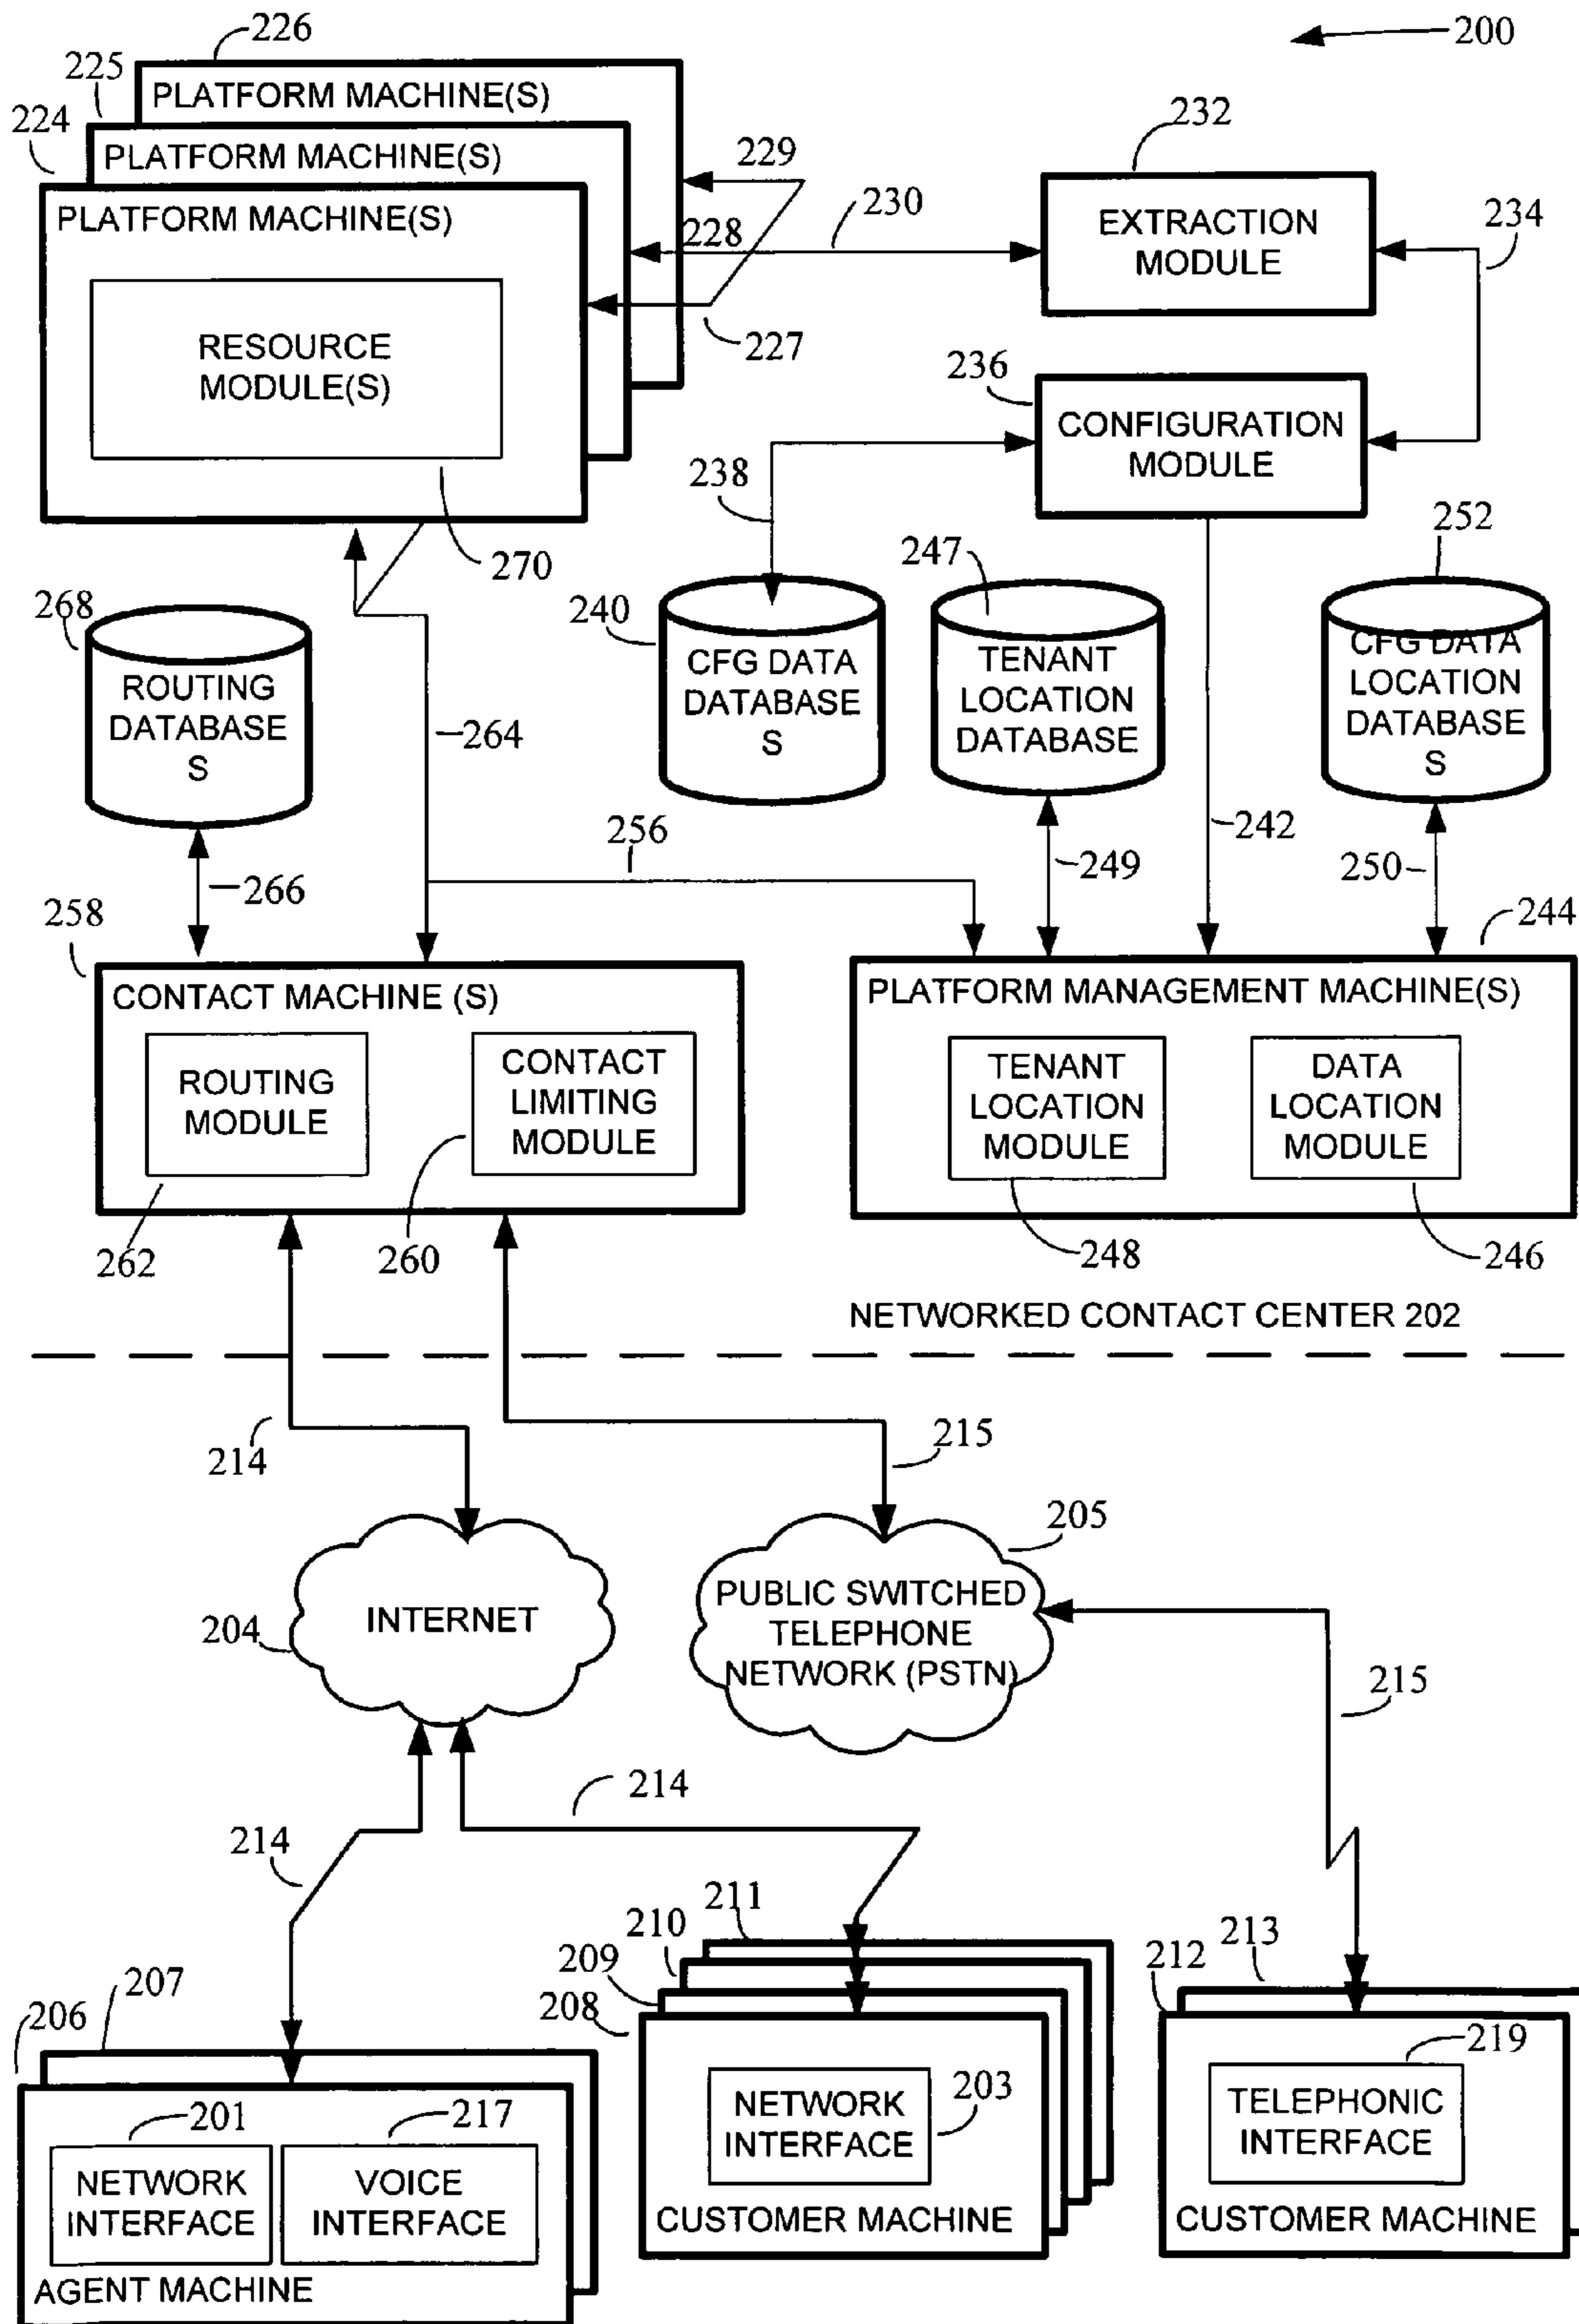 226
200
225
PLATFORM MACHINE(S)
224
PLATFORM MACHINE(S)
232
229
PLATFORM MACHINE(S)
230
234
228
EXTRACTION
MODULE
RESOURCE
MODULE(S)
227
236
CONFIGURATION
MODULE
238
252
270
247
268
240
ROUTING
DATABASE
S
CFG DATA
DATABASE
S
TENANT
LOCATION
DATABASE
CFG DATA
LOCATION
DATABASE
S
264
242
256
249
250
266
258
244
CONTACT MACHINE (S)
PLATFORM MANAGEMENT MACHINE(S)
ROUTING
MODULE
CONTACT
LIMITING
MODULE
TENANT
LOCATION
MODULE
DATA
LOCATION
MODULE
262
260
248
246
NETWORKED CONTACT CENTER 202
214
215
205
204
INTERNET
PUBLIC SWITCHED
TELEPHONE
NETWORK (PSTN)
215
214
214
211
210
213
207
209
212
206
208
201
217
203
219
NETWORK
INTERFACE
VOICE
INTERFACE
NETWORK
INTERFACE
TELEPHONIC
INTERFACE
AGENT MACHINE
CUSTOMER MACHINE
CUSTOMER MACHINE